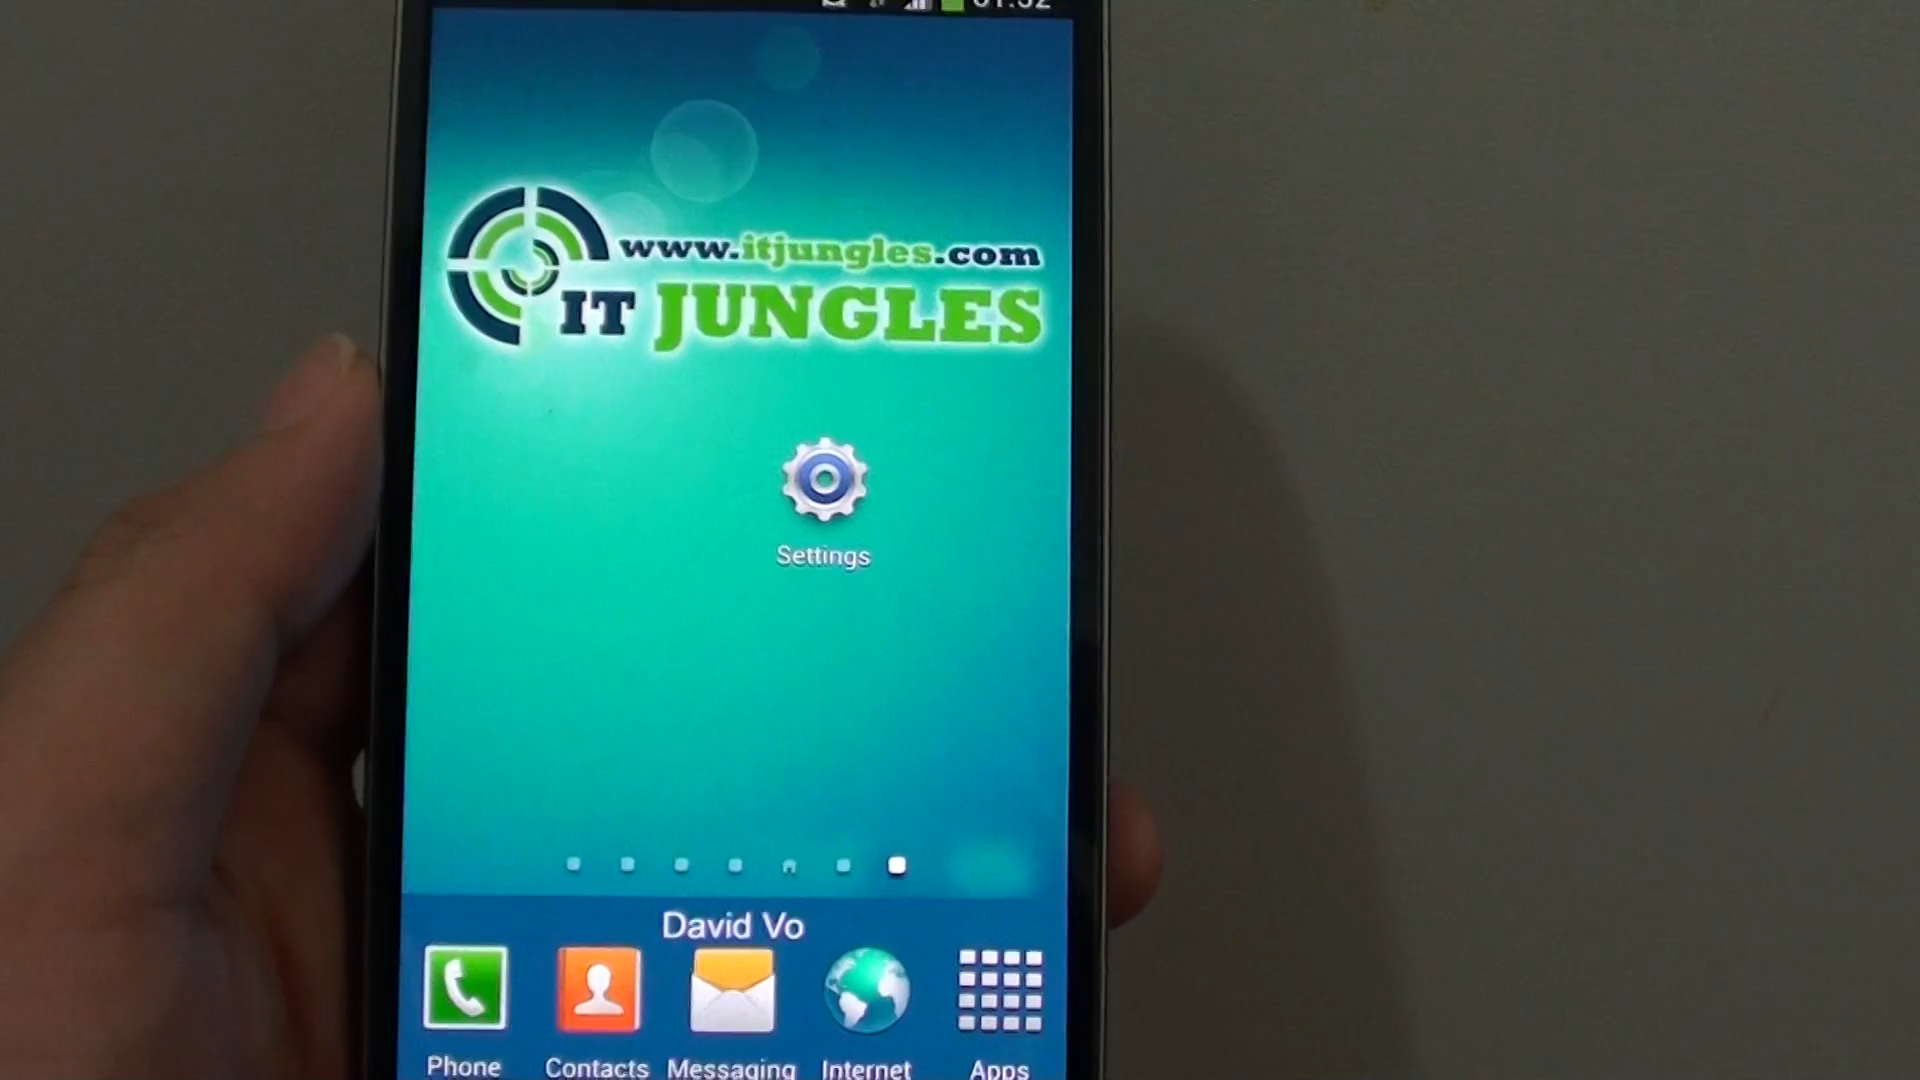 www.itjungles.com
IT JUNGLES
Settings
David Vo
Phone Contacts Messaging Internet Apps